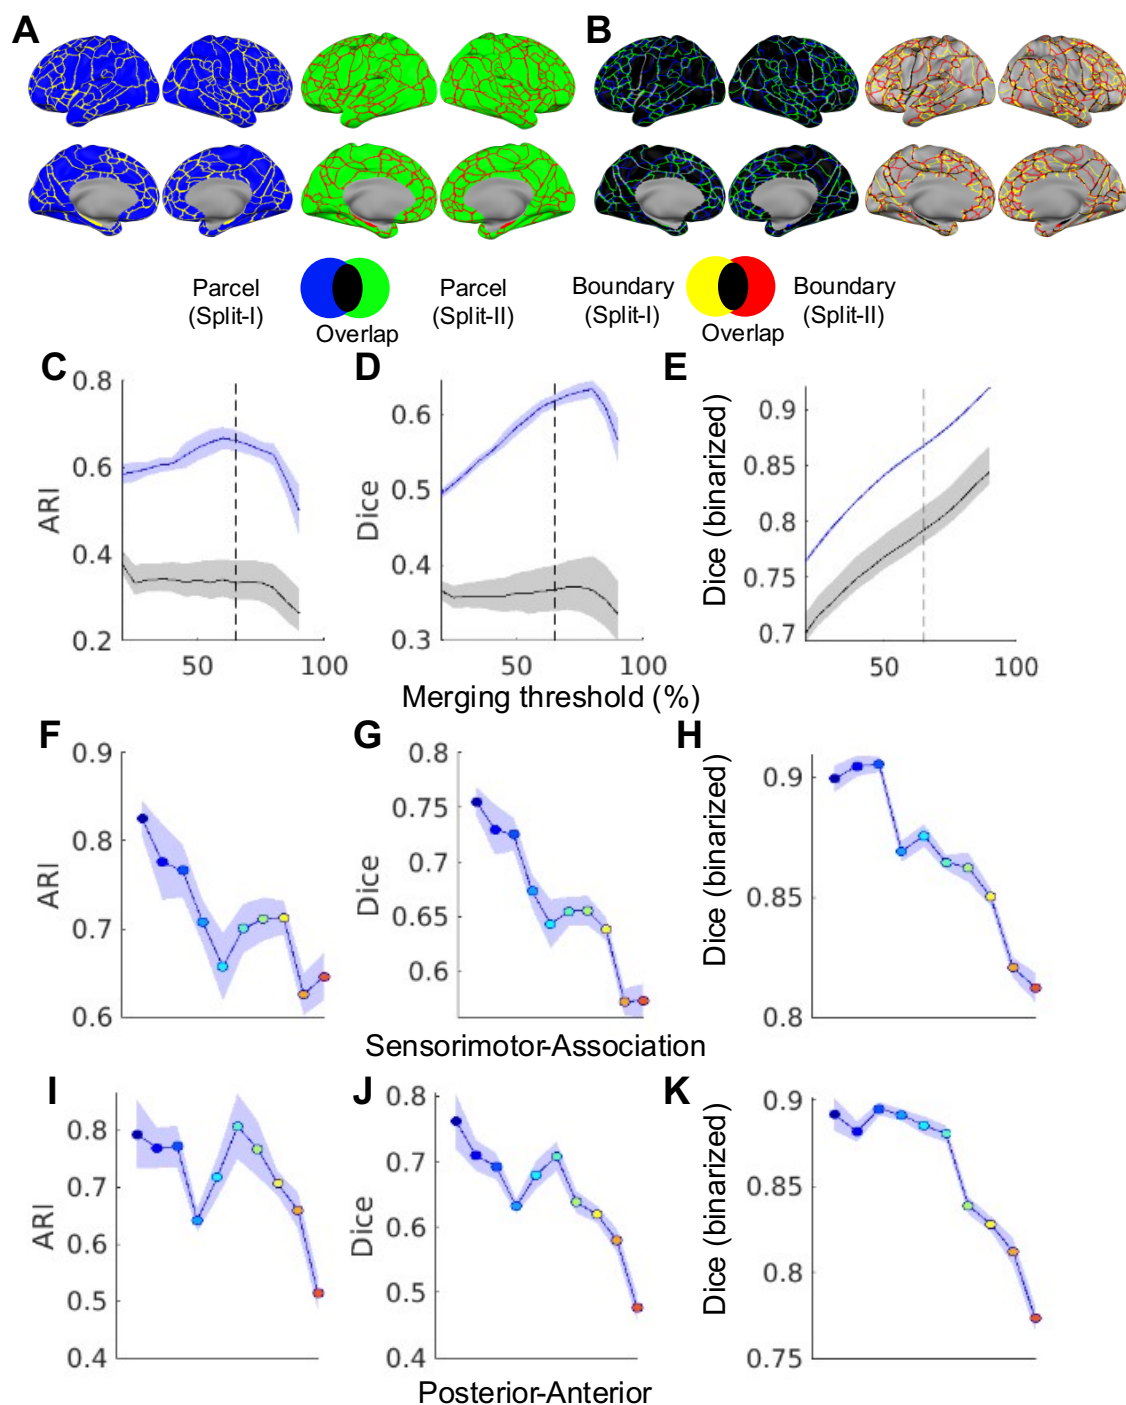 A
B
Parcel
(Split-I)
Overlap
Parcel
(Split-II)
Boundary
(Split-I)
Overlap
Boundary
(Split-II)
C
0.8
0.6
0.4
0.2
ARI
50
100
D
0.6
0.5
0.4
0.3
Dice
50
100
E
0.9
0.85
0.8
0.75
0.7
Dice (binarized)
50
100
Merging threshold (%)
F
0.9
0.8
0.7
0.6
ARI
G
0.8
0.75
0.7
0.65
0.6
Dice
H
0.9
0.85
0.8
Dice (binarized)
Sensorimotor-Association
I
0.8
0.7
0.6
0.5
0.4
ARI
J
0.8
0.7
0.6
0.5
0.4
Dice
K
0.9
0.85
0.8
0.75
Dice (binarized)
Posterior-Anterior